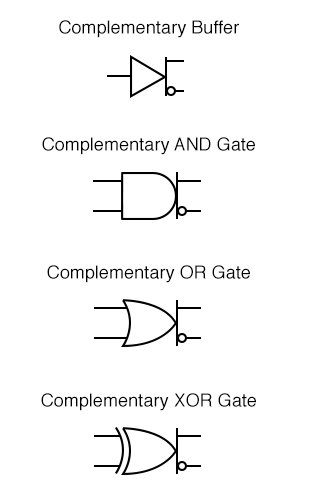 Complementary Buffer
Complementary AND Gate
Complementary OR Gate
Complementary XOR Gate